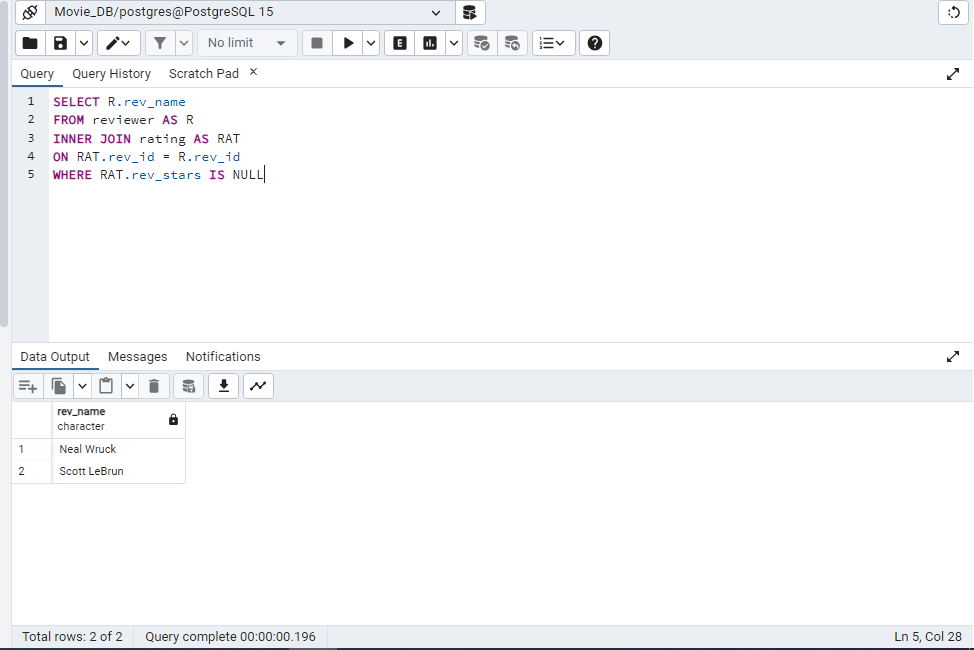 Movie_DB/postgres@PostgreSQL 15
No limit
E
Query Query History Scratch Pad ×
1 SELECT R.rev_name
2 FROM reviewer AS R
3 INNER JOIN rating AS RAT
4 ON RAT.rev_id = R.rev_id
5 WHERE RAT.rev_stars IS NULL
Data Output Messages Notifications
rev_name
character
1 Neal Wruck
2 Scott LeBrun
Total rows: 2 of 2 Query complete 00:00:00.196 Ln 5, Col 28